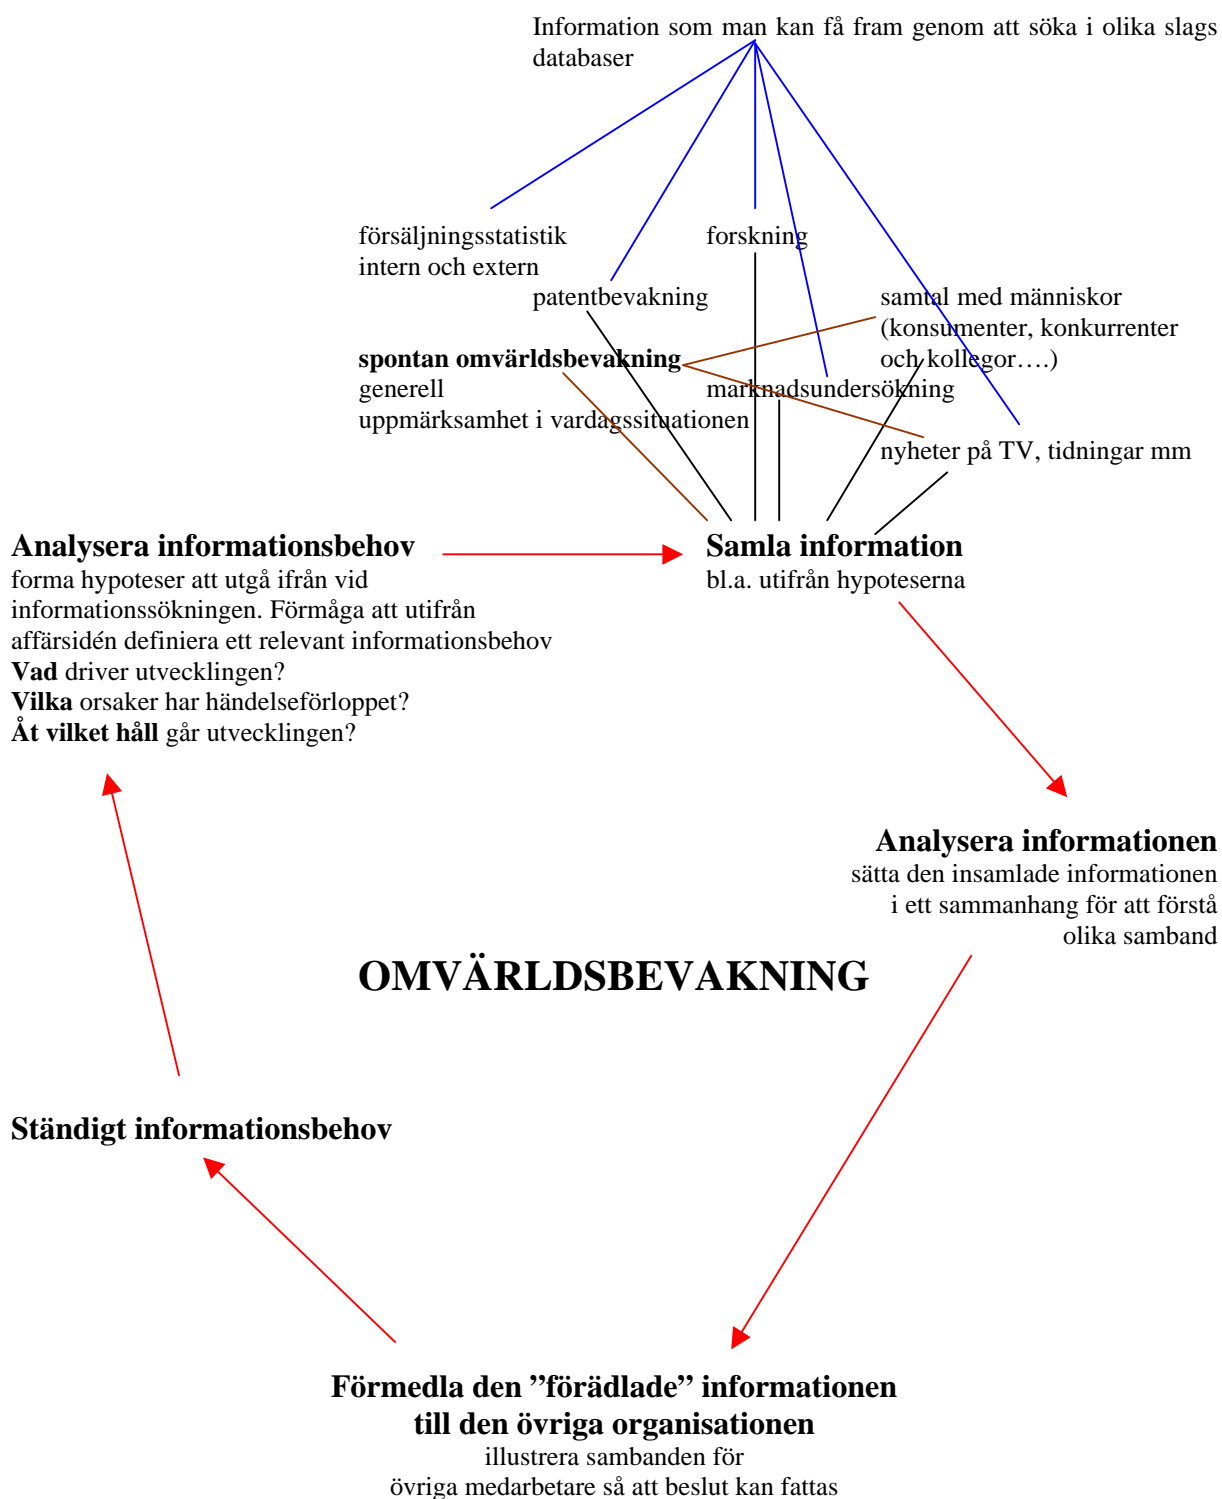 Information som man kan få fram genom att söka i olika slags
databaser
försäljningsstatistik
intern och extern
forskning
patentbevakning
samtal med människor
(konsumenter, konkurrenter
och kollegor….)
spontan omvärldsbevakning
generell
uppmärksamhet i vardagssituationen
marknadsundersökning
nyheter på TV, tidningar mm
Analysera informationsbehov
forma hypoteser att utgå ifrån vid
informationssökningen. Förmåga att utifrån
affärsidén definiera ett relevant informationsbehov
Vad driver utvecklingen?
Vilka orsaker har händelseförloppet?
Åt vilket håll går utvecklingen?
Samla information
bl.a. utifrån hypoteserna
Analysera informationen
sätta den insamlade informationen
i ett sammanhang för att förstå
olika samband
OMVÄRLDSBEVAKNING
Ständigt informationsbehov
Förmedla den ”förädlade” informationen
till den övriga organisationen
illustrera sambanden för
övriga medarbetare så att beslut kan fattas